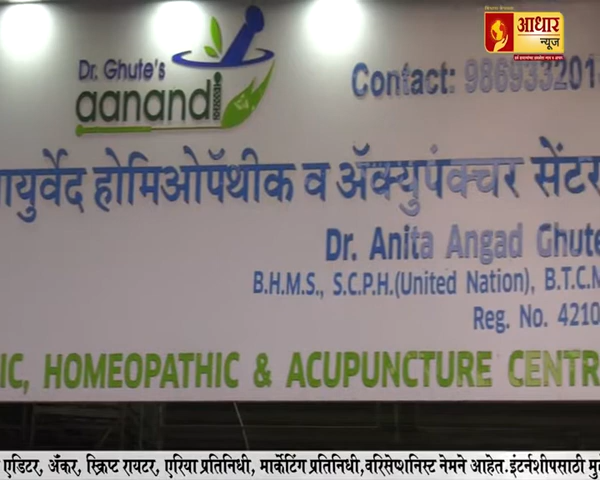 आधार
न्यूज
Dr. Ghute's
aanandi
Contact: 986933201
युर्वेद होमिओपॅथीक व ॲक्युपंक्चर सेंटर
Dr. Anita Angad Ghute
B.H.M.S., S.C.P.H.(United Nation), B.T.C.M
Reg. No. 4210
IC, HOMEOPATHIC & ACUPUNCTURE CENTR
एडिटर, अँकर, स्क्रिप्ट रायटर, एरिया प्रतिनिधी, मार्केटिंग प्रतिनिधी,वरिसेप्शनिस्ट नेमने आहेत.इंटर्नशीपसाठी मु